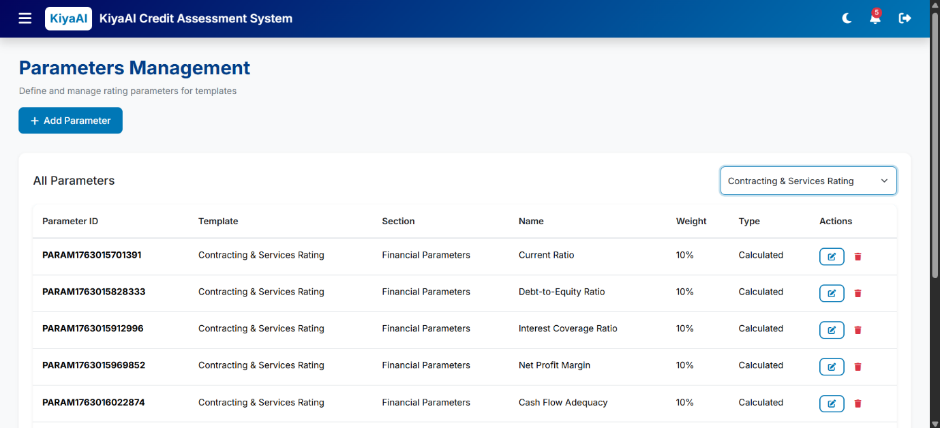 KiyaAI KiyaAI Credit Assessment System 5
Parameters Management
Define and manage rating parameters for templates
+ Add Parameter
All Parameters Contracting & Services Rating
Parameter ID Template Section Name Weight Type Actions
PARAM1763015701391 Contracting & Services Rating Financial Parameters Current Ratio 10% Calculated
PARAM1763015828333 Contracting & Services Rating Financial Parameters Debt-to-Equity Ratio 10% Calculated
PARAM1763015912996 Contracting & Services Rating Financial Parameters Interest Coverage Ratio 10% Calculated
PARAM1763015969852 Contracting & Services Rating Financial Parameters Net Profit Margin 10% Calculated
PARAM1763016022874 Contracting & Services Rating Financial Parameters Cash Flow Adequacy 10% Calculated